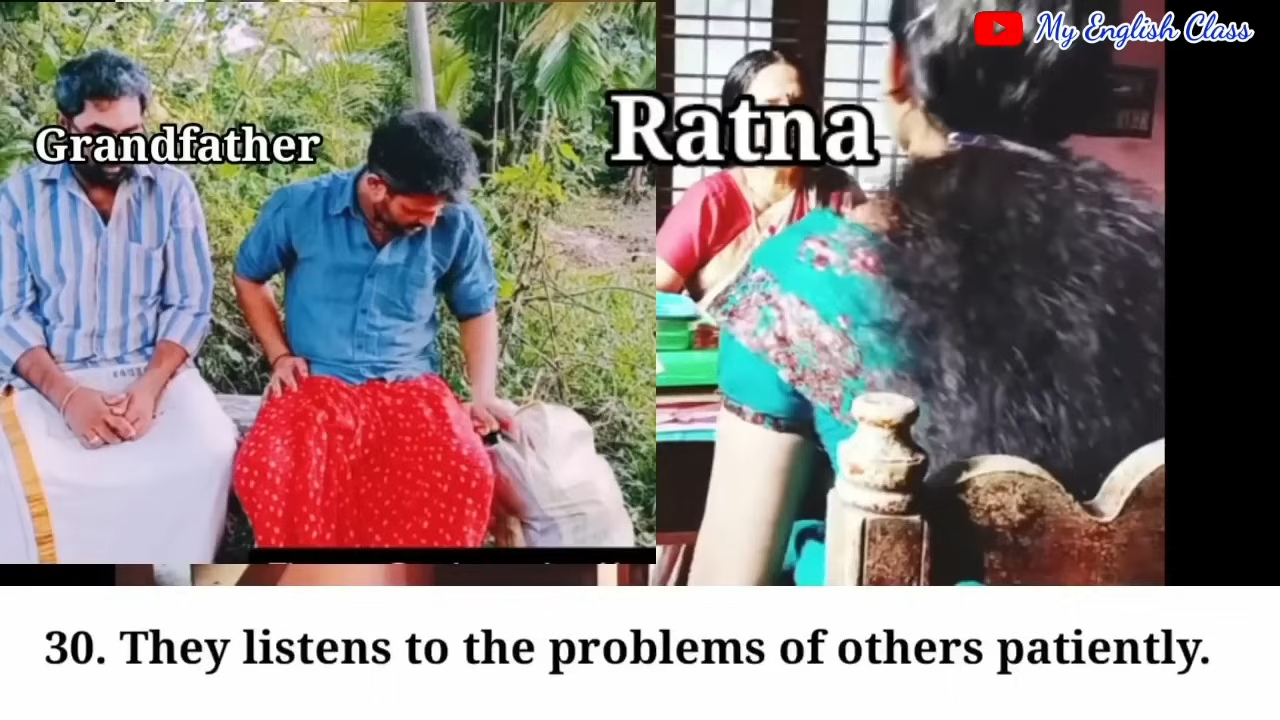 My English Class
Grandfather
Ratna
30. They listens to the problems of others patiently.